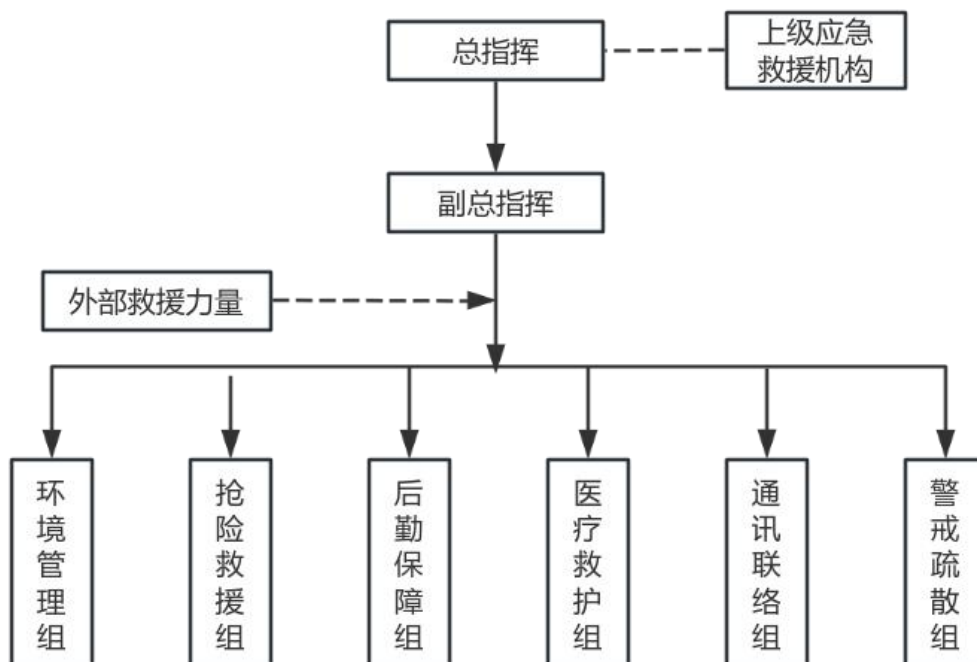 总指挥
上级应急
救援机构
副总指挥
外部救援力量
环境管理组
抢险救援组
后勤保障组
医疗救护组
通讯联络组
警戒疏散组